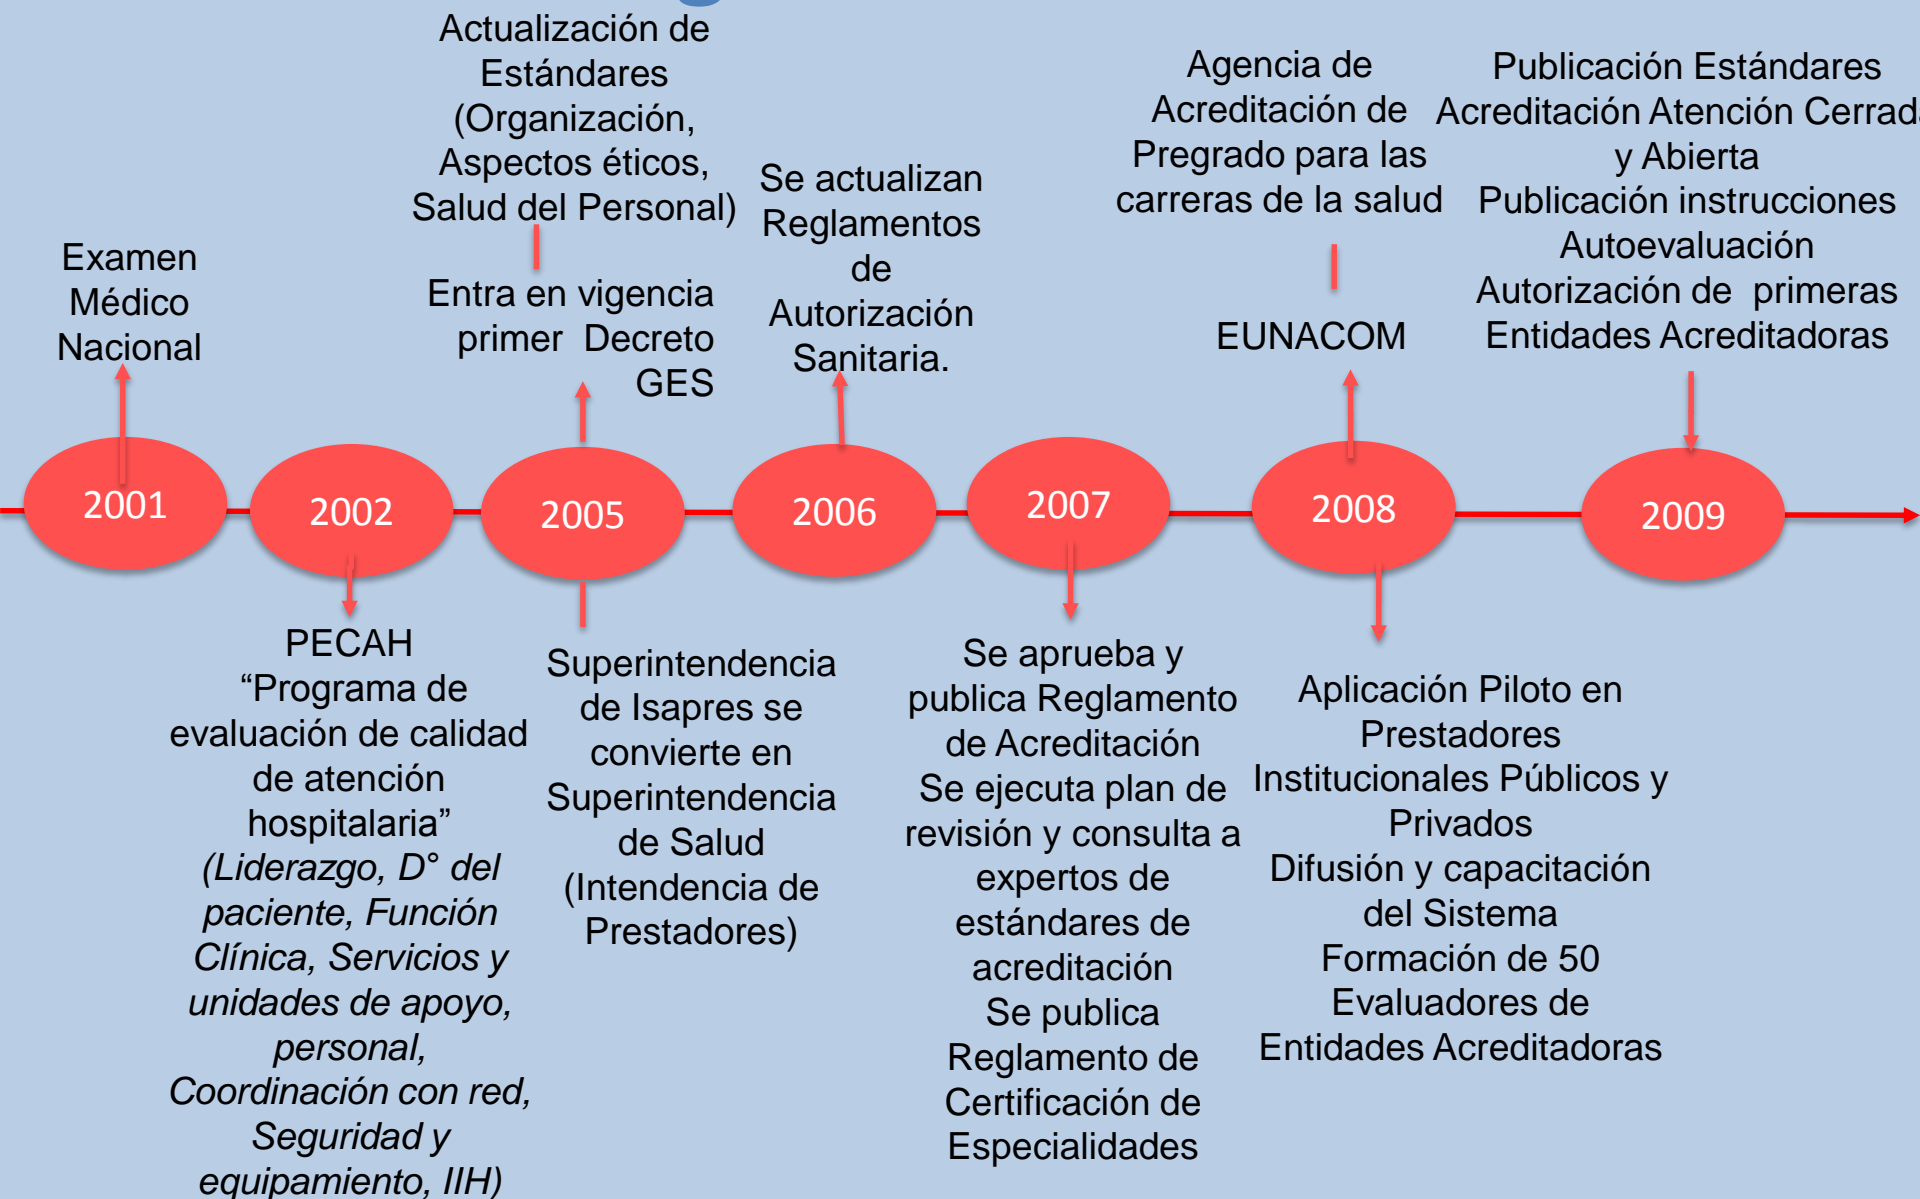 Examen
Médico
Nacional
2001
2002
PECAH
“Programa de
evaluación de calidad
de atención
hospitalaria”
(Liderazgo, D° del
paciente, Función
Clínica, Servicios y
unidades de apoyo,
personal,
Coordinación con red,
Seguridad y
equipamiento, IIH)
Actualización de
Estándares
(Organización,
Aspectos éticos,
Salud del Personal)
Entra en vigencia
primer Decreto
GES
2005
Superintendencia
de Isapres se
convierte en
Superintendencia
de Salud
(Intendencia de
Prestadores)
Se actualizan
Reglamentos
de
Autorización
Sanitaria.
2006
2007
Se aprueba y
publica Reglamento
de Acreditación
Se ejecuta plan de
revisión y consulta a
expertos de
estándares de
acreditación
Se publica
Reglamento de
Certificación de
Especialidades
Agencia de
Acreditación de
Pregrado para las
carreras de la salud
EUNACOM
2008
Aplicación Piloto en
Prestadores
Institucionales Públicos y
Privados
Difusión y capacitación
del Sistema
Formación de 50
Evaluadores de
Entidades Acreditadoras
Publicación Estándares
Acreditación Atención Cerrada
y Abierta
Publicación instrucciones
Autoevaluación
Autorización de primeras
Entidades Acreditadoras
2009